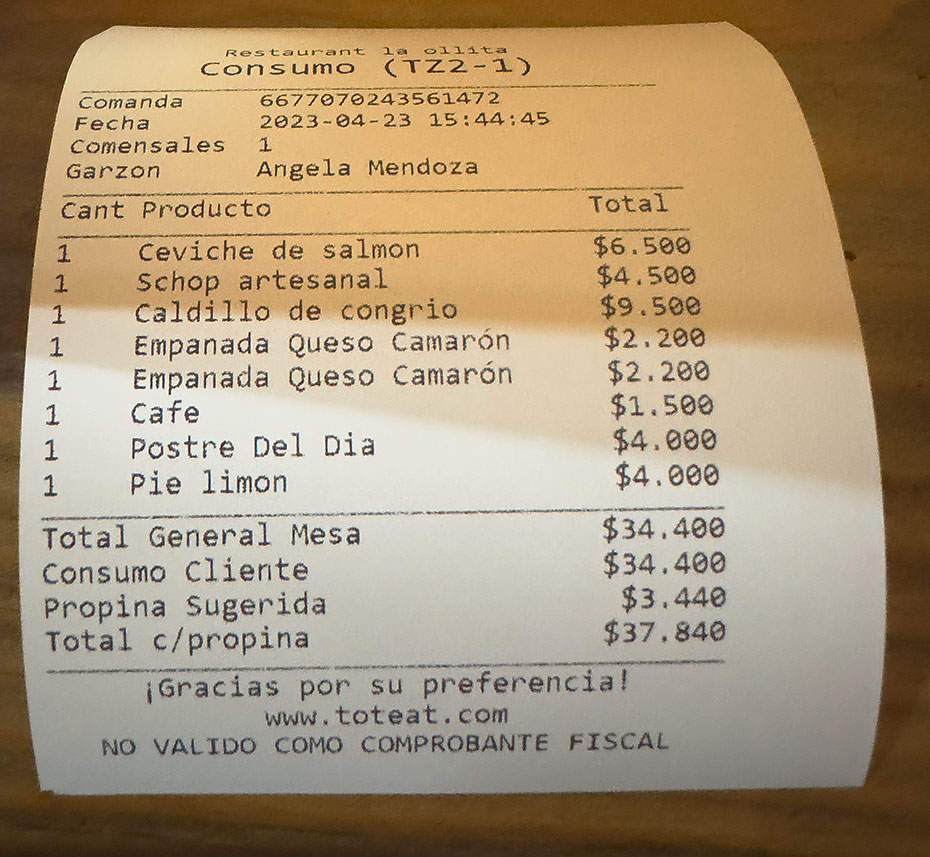 Restaurant la ollita
Consumo (TZ2-1)
Comanda 6677070243561472
Fecha 2023-04-23 15:44:45
Comensales 1
Garzon Angela Mendoza
Cant Producto Total
1 Ceviche de salmon $6.500
1 Schop artesanal $4.500
1 Caldillo de congrio $9.500
1 Empanada Queso Camarón $2.200
1 Empanada Queso Camarón $2.200
1 Cafe $1.500
1 Postre Del Dia $4.000
1 Pie limon $4.000
Total General Mesa $34.400
Consumo Cliente $34.400
Propina Sugerida $3.440
Total c/propina $37.840
¡Gracias por su preferencia!
www.toteat.com
NO VALIDO COMO COMPROBANTE FISCAL